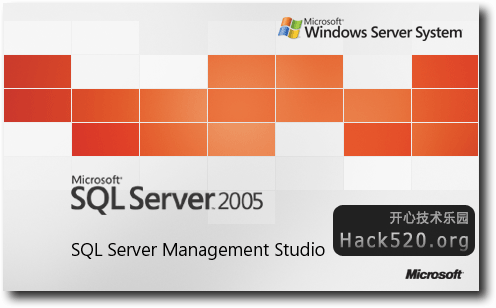 Microsoft®
Windows Server System
Microsoft®
SQL Server™ 2005
SQL Server Management Studio
开心技术乐园
Hack520.org
Microsoft